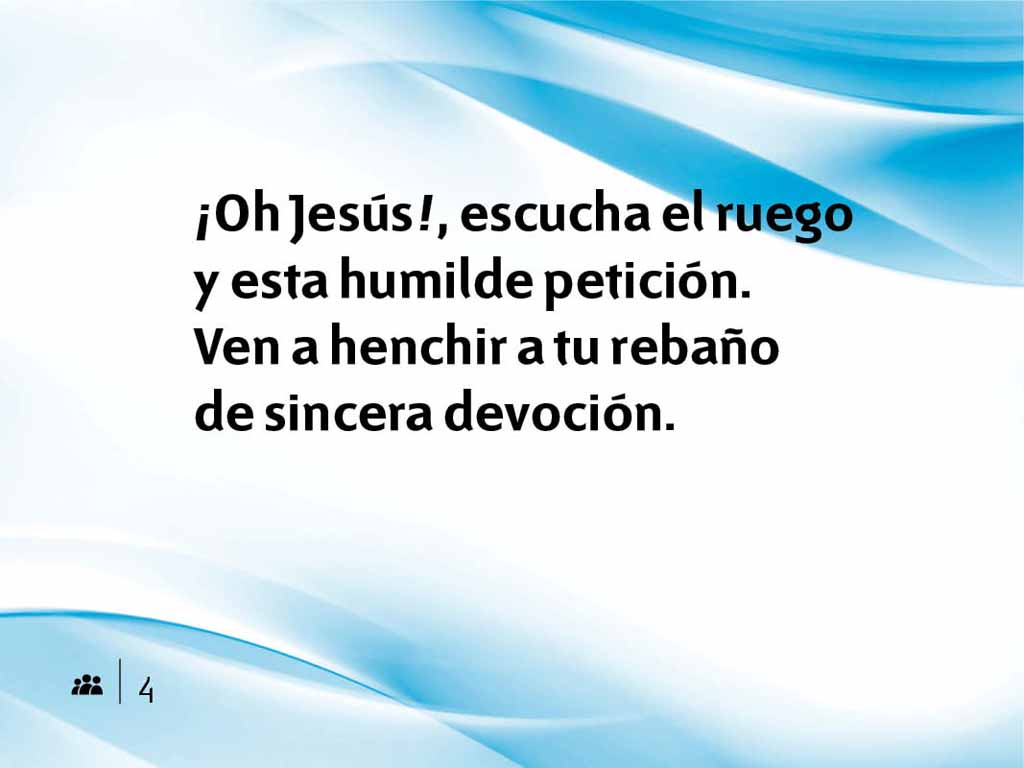 ¡Oh Jesús!, escucha el ruego
y esta humilde petición.
Ven a henchir a tu rebaño
de sincera devoción.
4